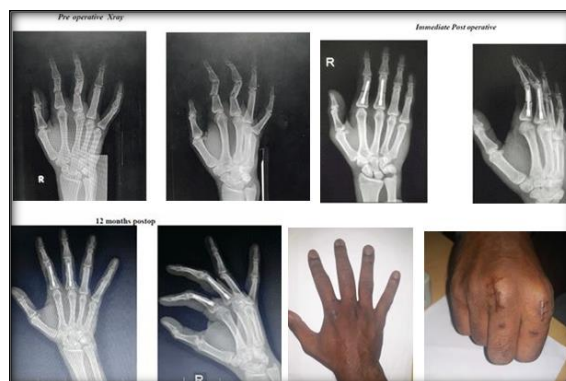 Pre operative Xray
Immediate Post operative
R
R
12 months postop
R